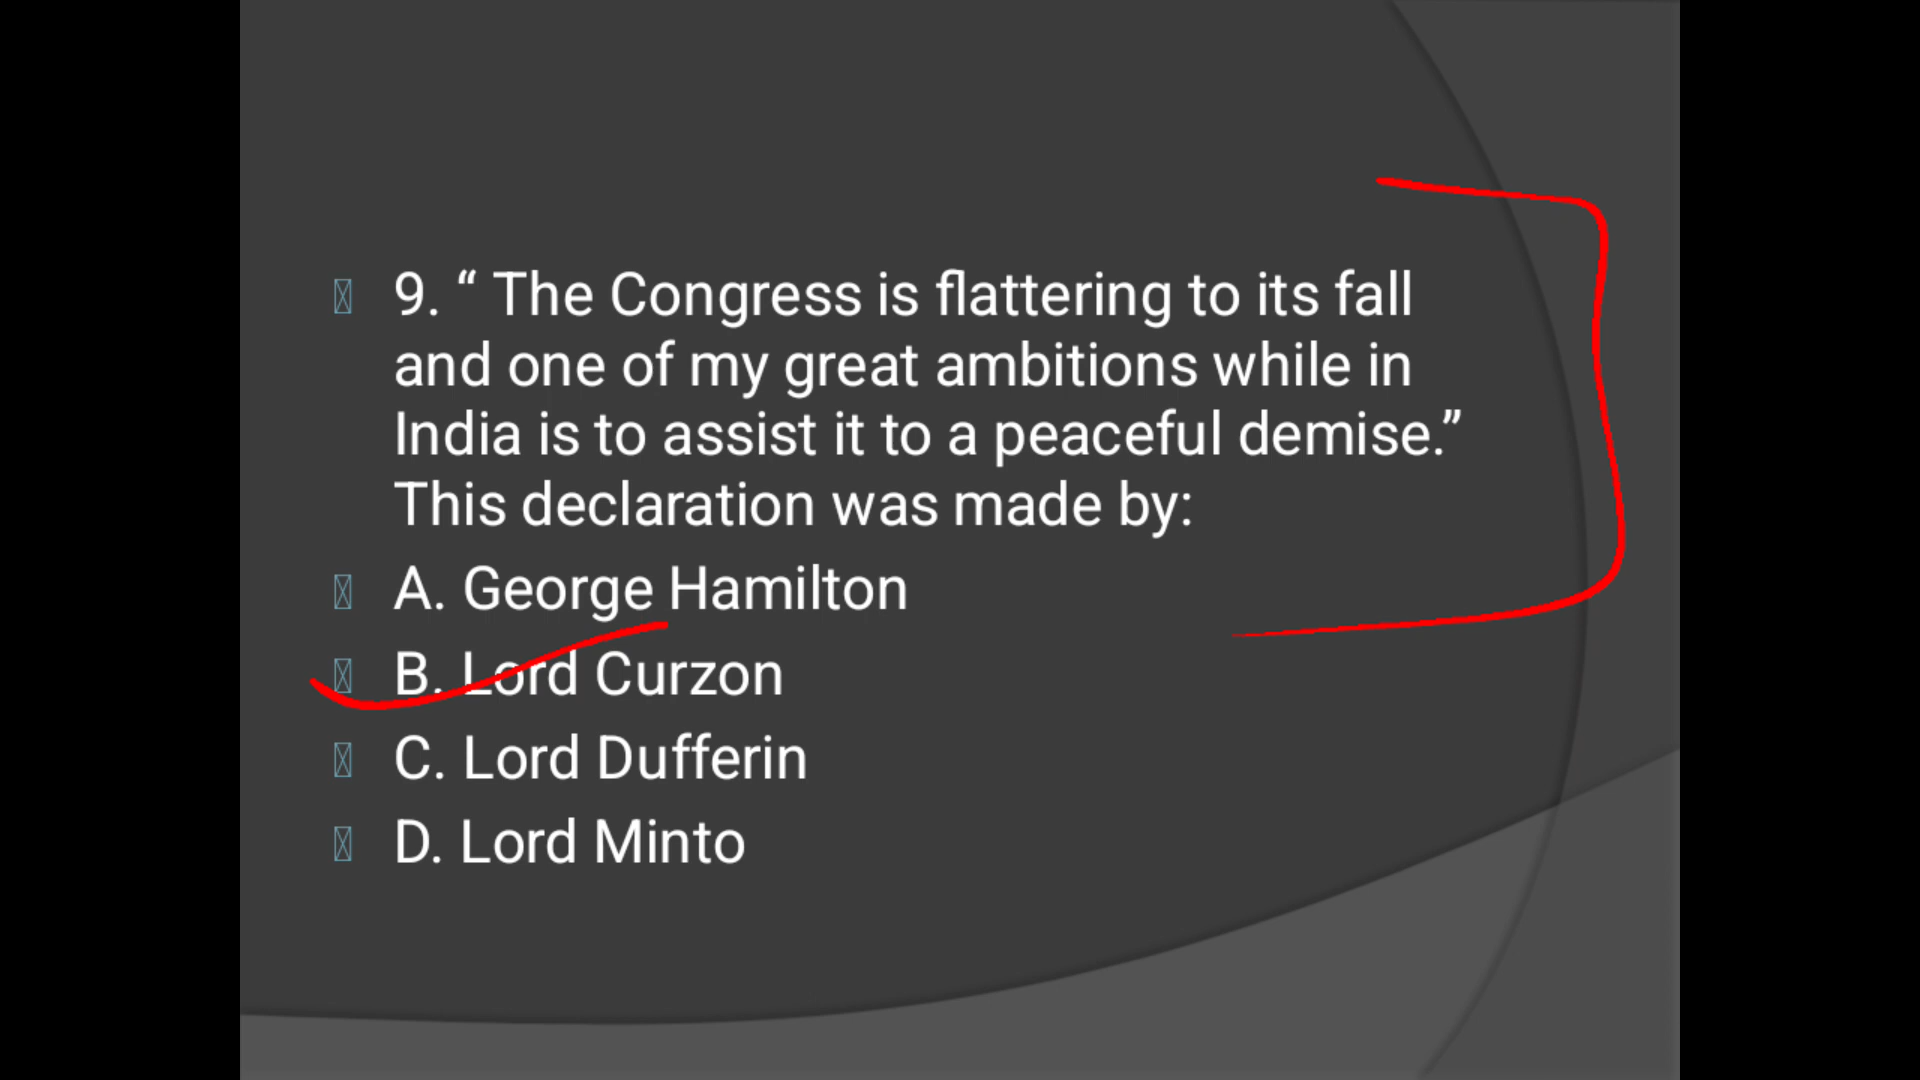 9. “ The Congress is flattering to its fall
and one of my great ambitions while in
India is to assist it to a peaceful demise.”
This declaration was made by:
A. George Hamilton
B. Lord Curzon
C. Lord Dufferin
D. Lord Minto